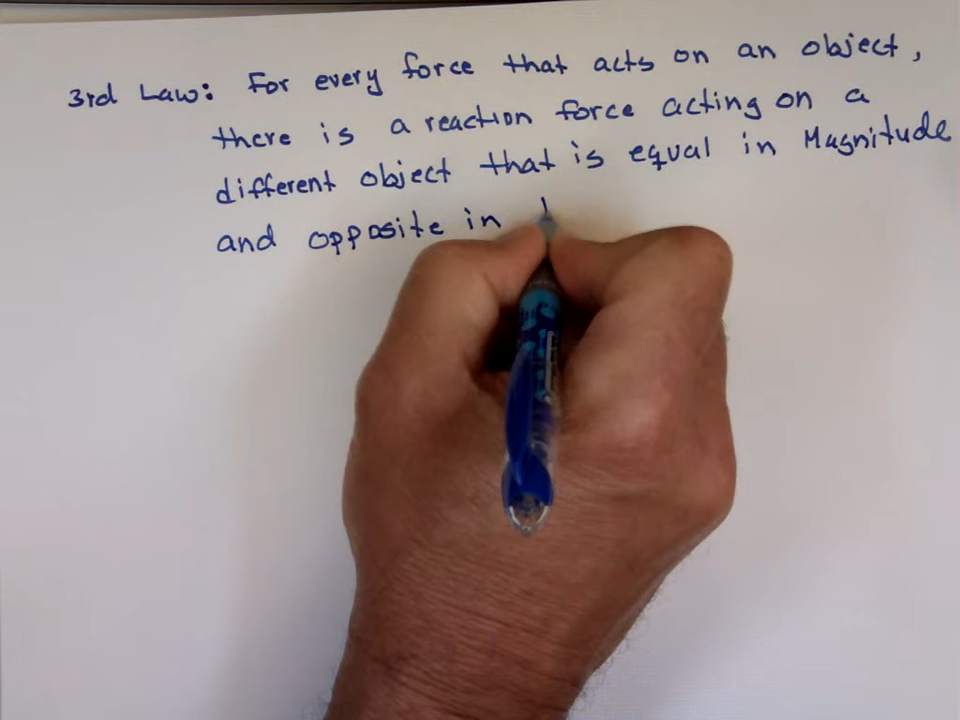 3rd Law: For every force that acts on an object,
there is a reaction force acting on a
different object that is equal in Magnitude
and opposite in